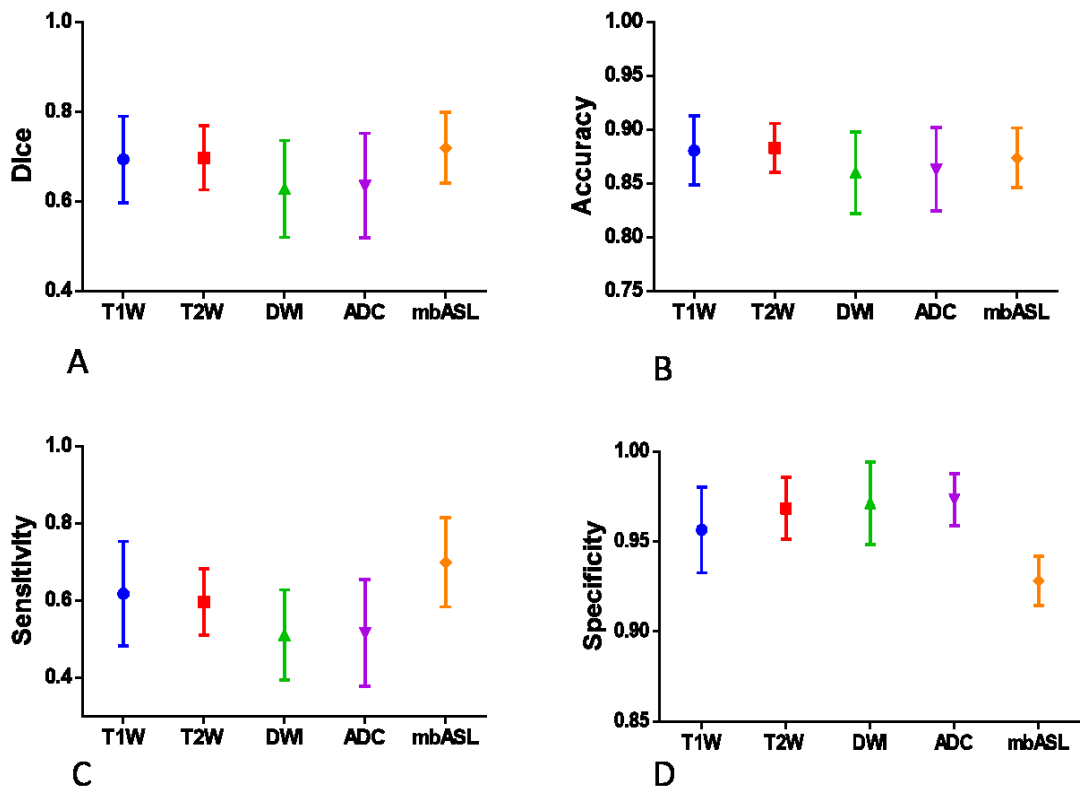 Dice
1.0
0.8
0.6
0.4
T1W T2W DWI ADC mbASL
A
Accuracy
1.00
0.95
0.90
0.85
0.80
0.75
T1W T2W DWI ADC mbASL
B
Sensitivity
1.0
0.8
0.6
0.4
T1W T2W DWI ADC mbASL
C
Specificity
1.00
0.95
0.90
0.85
T1W T2W DWI ADC mbASL
D